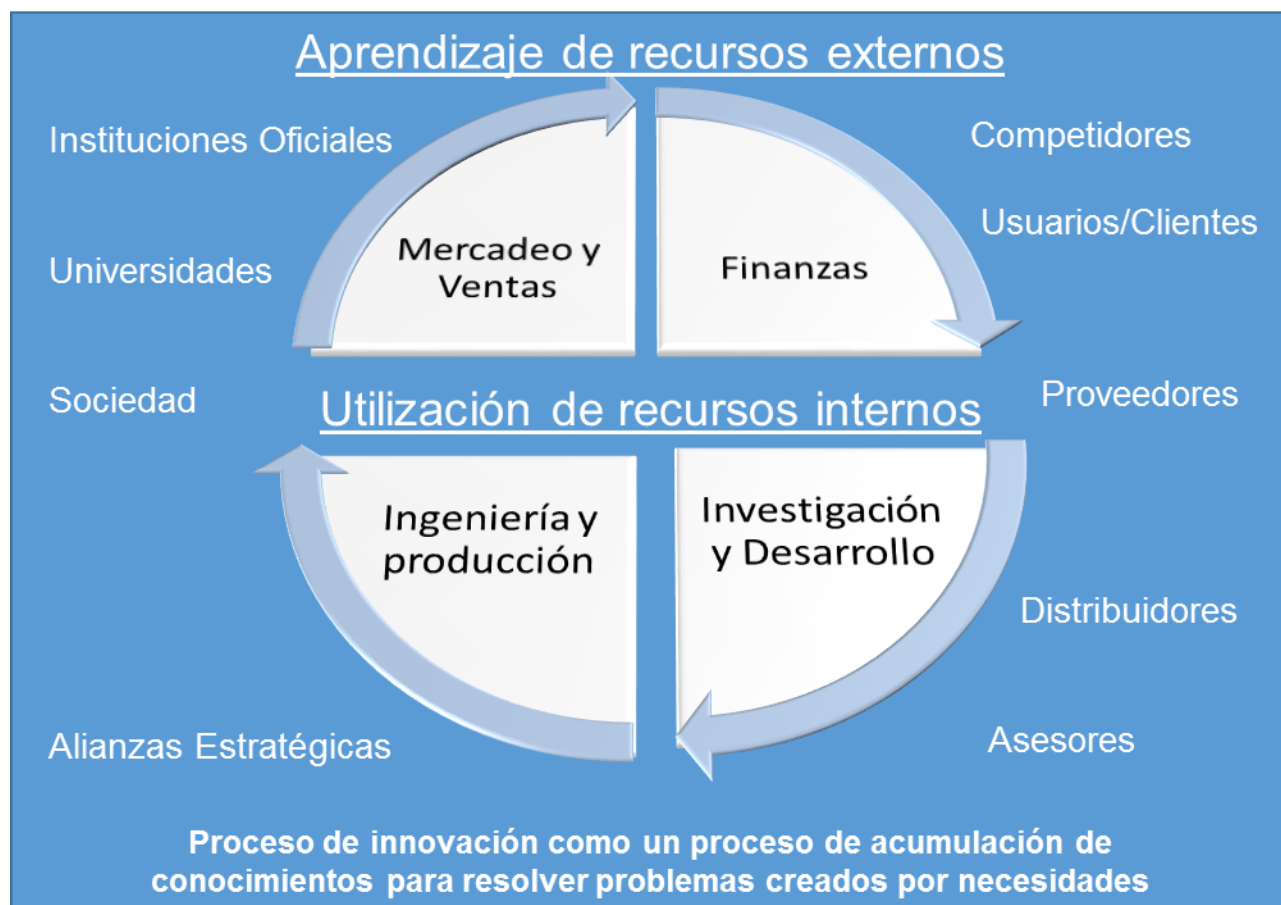 Aprendizaje de recursos externos
Instituciones Oficiales
Competidores
Usuarios/Clientes
Universidades
Mercadeo y
Ventas
Finanzas
Sociedad
Utilización de recursos internos
Proveedores
Ingeniería y
producción
Investigación
y Desarrollo
Distribuidores
Alianzas Estratégicas
Asesores
Proceso de innovación como un proceso de acumulación de
conocimientos para resolver problemas creados por necesidades